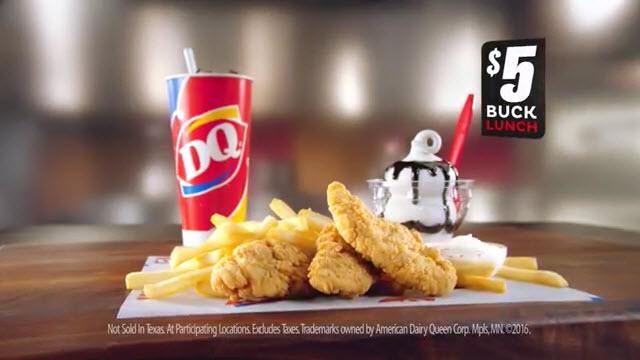 $5
BUCK
LUNCH
DQ
Not Sold In Texas. At Participating Locations. Excludes Taxes. Trademarks owned by American Dairy Queen Corp. Mpls, MN. ©2016.